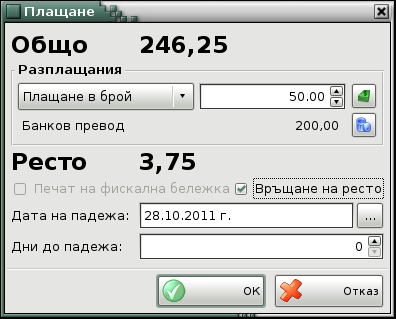 Плащане
Общо 246,25
Разплащания
Плащане в брой 50.00
Банков превод 200,00
Ресто 3,75
Печат на фискална бележка Връщане на ресто
Дата на падежа: 28.10.2011 г. ...
Дни до падежа: 0
OK Отказ